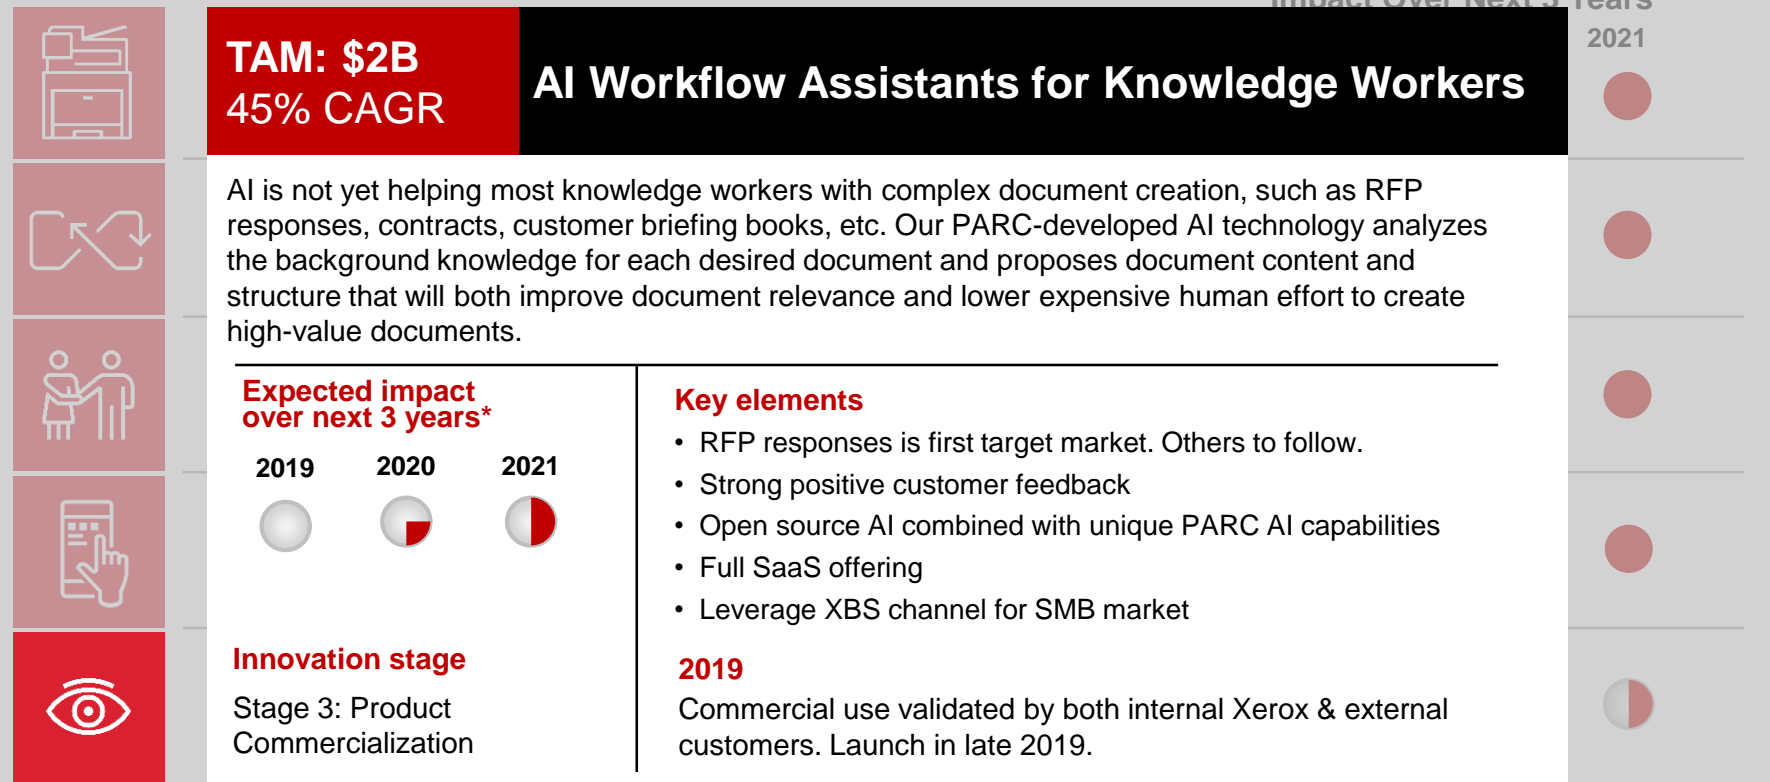 Impact Over Next 3 Years
2021
TAM: $2B
45% CAGR
AI Workflow Assistants for Knowledge Workers
AI is not yet helping most knowledge workers with complex document creation, such as RFP
responses, contracts, customer briefing books, etc. Our PARC-developed AI technology analyzes
the background knowledge for each desired document and proposes document content and
structure that will both improve document relevance and lower expensive human effort to create
high-value documents.
Expected impact
over next 3 years*
2019 2020 2021
Innovation stage
Stage 3: Product
Commercialization
Key elements
• RFP responses is first target market. Others to follow.
• Strong positive customer feedback
• Open source AI combined with unique PARC AI capabilities
• Full SaaS offering
• Leverage XBS channel for SMB market
2019
Commercial use validated by both internal Xerox & external
customers. Launch in late 2019.